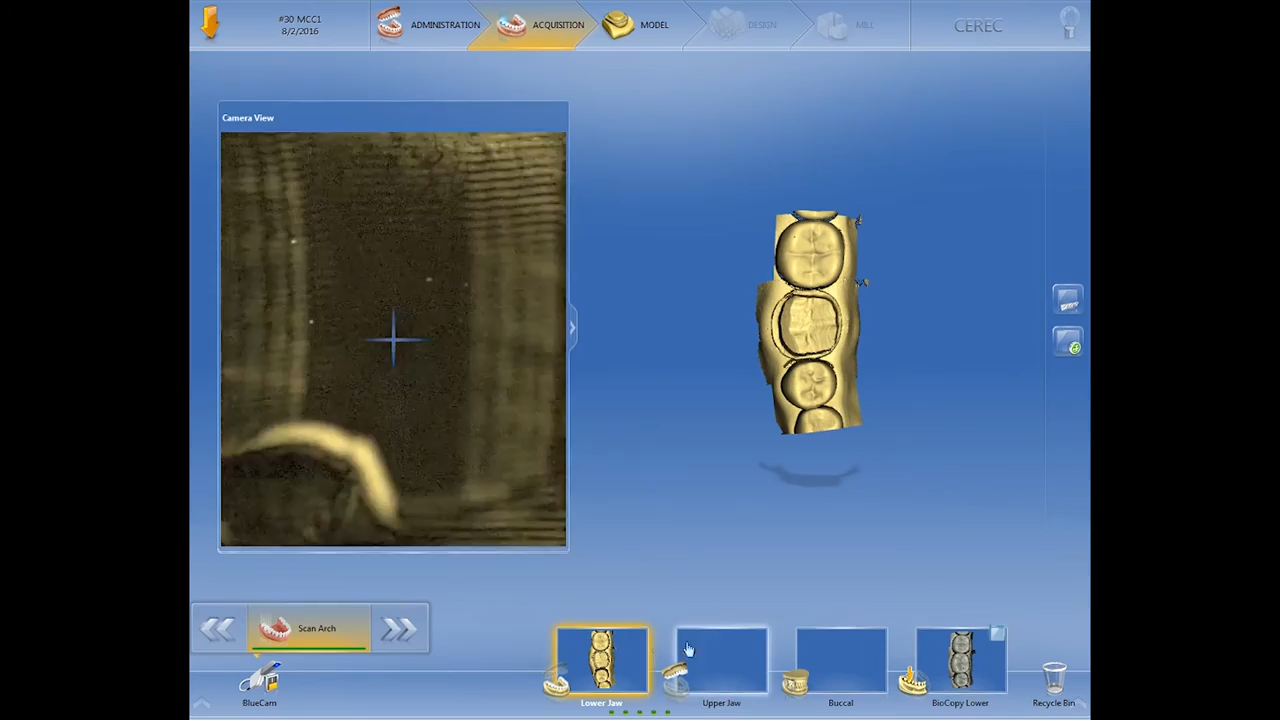 #30 MCC1
8/2/2016
ADMINISTRATION
ACQUISITION
MODEL
DESIGN
MILL
CEREC
Camera View
Scan Arch
BlueCam
Lower Jaw
Upper Jaw
Buccal
BioCopy Lower
Recycle Bin